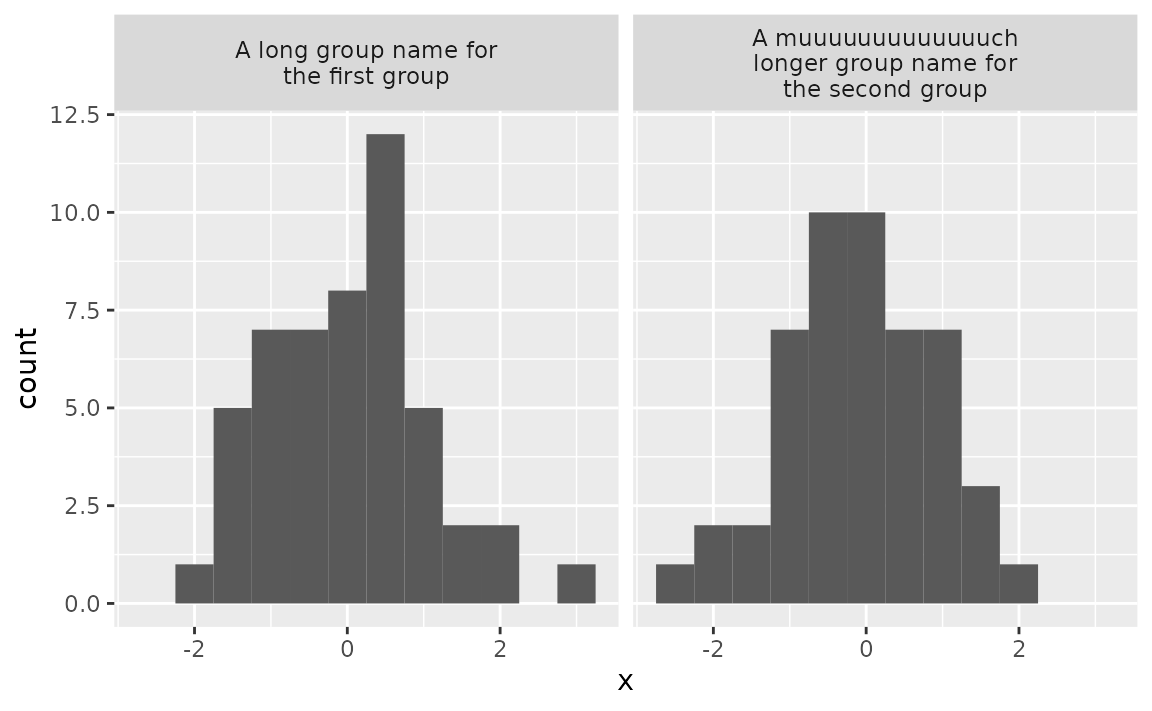 A long group name for
the first group
A muuuuuuuuuuuuuch
longer group name for
the second group
12.5
10.0
7.5
5.0
2.5
0.0
count
-2
0
2
-2
0
2
x